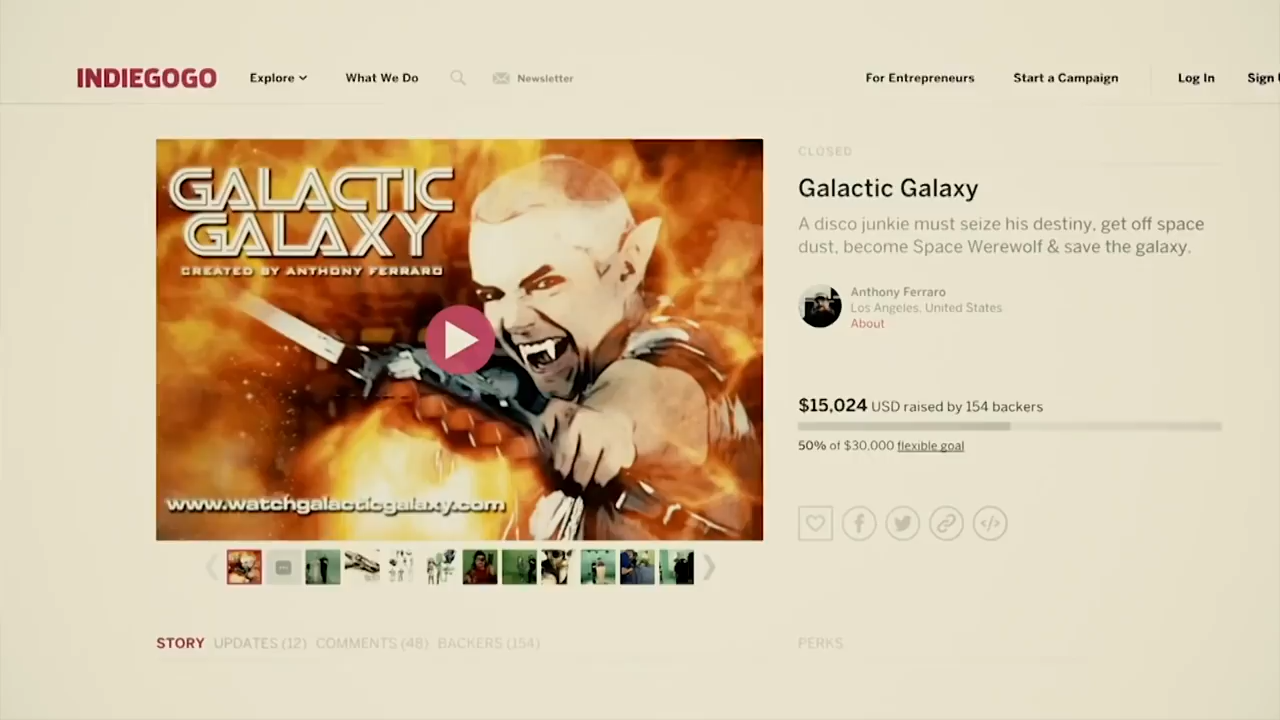 INDIEGOGO
Explore
What We Do
Newsletter
For Entrepreneurs
Start a Campaign
Log In
Sign
GALACTIC
GALAXY
CREATED BY ANTHONY FERRARO
www.watchgalacticgalaxy.com
CLOSED
Galactic Galaxy
A disco junkie must seize his destiny, get off space
dust, become Space Werewolf & save the galaxy.
Anthony Ferraro
Los Angeles, United States
About
$15,024 USD raised by 154 backers
50% of $30,000 flexible goal
STORY UPDATES (12) COMMENTS (48) BACKERS (154)
PERKS